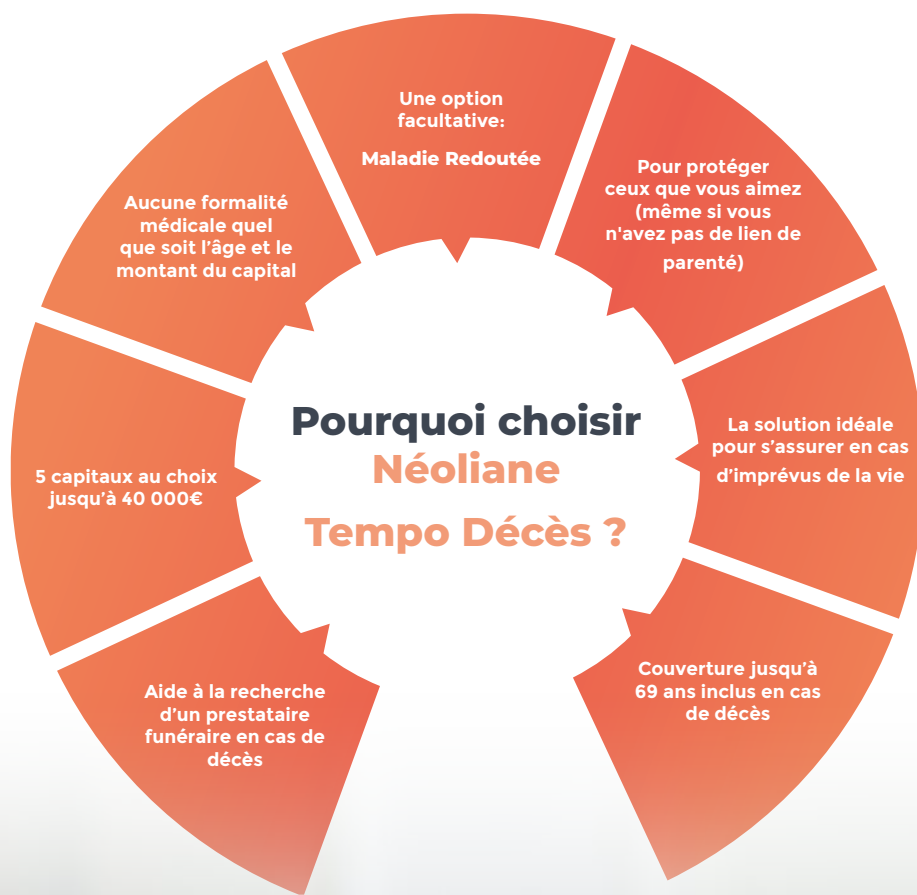 Une option
facultative:
Maladie Redoutée
Pour protéger
ceux que vous aimez
(même si vous
n'avez pas de lien de
parenté)
Aucune formalité
médicale quel
que soit l'âge et le
montant du capital
Pourquoi choisir
Néoliane
Tempo Décès ?
La solution idéale
pour s'assurer en cas
d'imprévus de la vie
5 capitaux au choix
jusqu'à 40 000€
Couverture jusqu'à
69 ans inclus en cas
de décès
Aide à la recherche
d'un prestataire
funéraire en cas de
décès